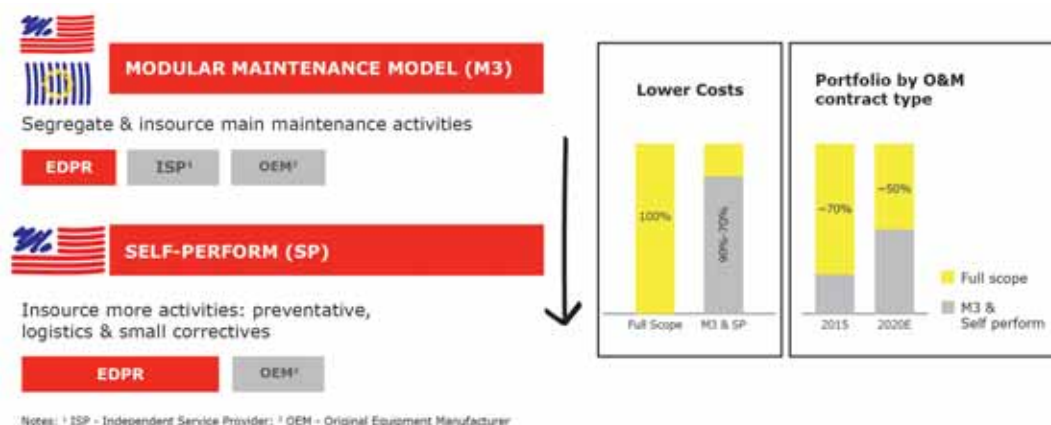 MODULAR MAINTENANCE MODEL (M3)
Segregate & insource main maintenance activities
EDPR
ISP¹
OEM²
SELF-PERFORM (SP)
Insource more activities: preventative,
logistics & small correctives
EDPR
OEM²
Notes: ¹ ISP - Independent Service Provider; ² OEM - Original Equipment Manufacturer
Lower Costs
100%
90%-70%
Full Scope
M3 & SP
Portfolio by O&M
contract type
~70%
~50%
2015
2020E
Full scope
M3 &
Self perform